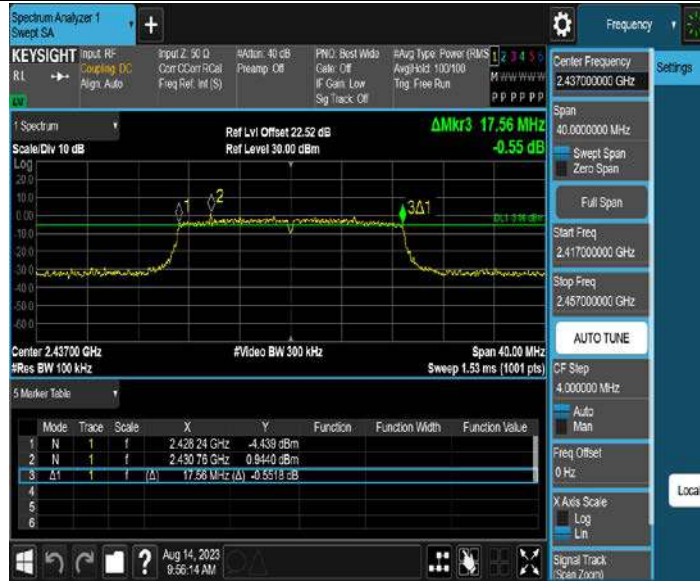 Spectrum Analyzer 1
Swept SA
Frequency
KEYSIGHT
Input: RF
Coupling: DC
Align: Auto
Input Z: 50 Ω
Corr CCorr RCal
Freq Ref: Int (S)
#Atten: 40 dB
Preamp: Off
PNO: Best Wide
Gate: Off
IF Gain: Low
Sig Track: Off
#Avg Type: Power (RMS
Avg|Hold: 100/100
Trig: Free Run
1 2 3 4 5 6
M W W W W W
P P P P P P
RL
1 Spectrum
Scale/Div 10 dB
Ref Lvl Offset 22.52 dB
Ref Level 30.00 dBm
ΔMkr3 17.56 MHz
-0.55 dB
Log
20.0
10.0
0.00
-10.0
-20.0
-30.0
-40.0
-50.0
-60.0
1
2
3Δ1
Center 2.43700 GHz
#Res BW 100 kHz
#Video BW 300 kHz
Span 40.00 MHz
Sweep 1.53 ms (1001 pts)
5 Marker Table
Mode Trace Scale X Y Function Function Width Function Value
1 N 1 f 2.428 24 GHz -4.439 dBm
2 N 1 f 2.430 76 GHz 0.9440 dBm
3 Δ1 1 f (Δ) 17.56 MHz (Δ) -0.5518 dB
4
5
6
Aug 14, 2023
9:56:14 AM
Center Frequency
2.437000000 GHz
Settings
Span
40.0000000 MHz
Swept Span
Zero Span
Full Span
Start Freq
2.417000000 GHz
Stop Freq
2.457000000 GHz
AUTO TUNE
CF Step
4.000000 MHz
Auto
Man
Freq Offset
0 Hz
X Axis Scale
Log
Lin
Signal Track
(Span Zoom)
Local